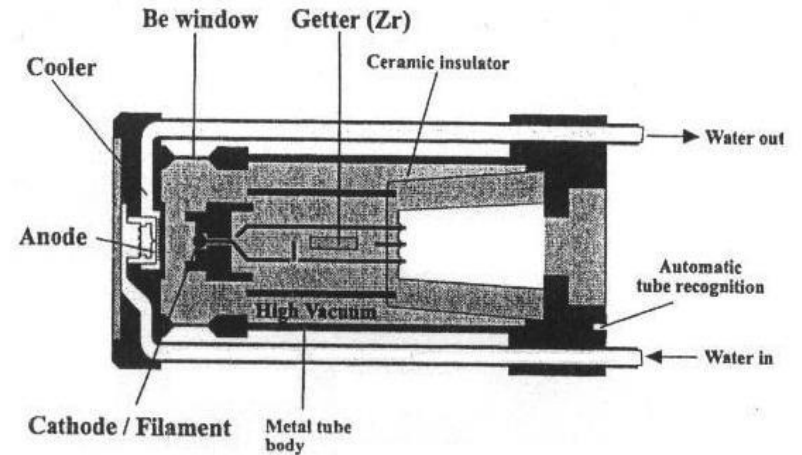 Be window
Getter (Zr)
Cooler
Ceramic insulator
Water out
Anode
Automatic
tube recognition
High Vacuum
Water in
Cathode / Filament
Metal tube
body